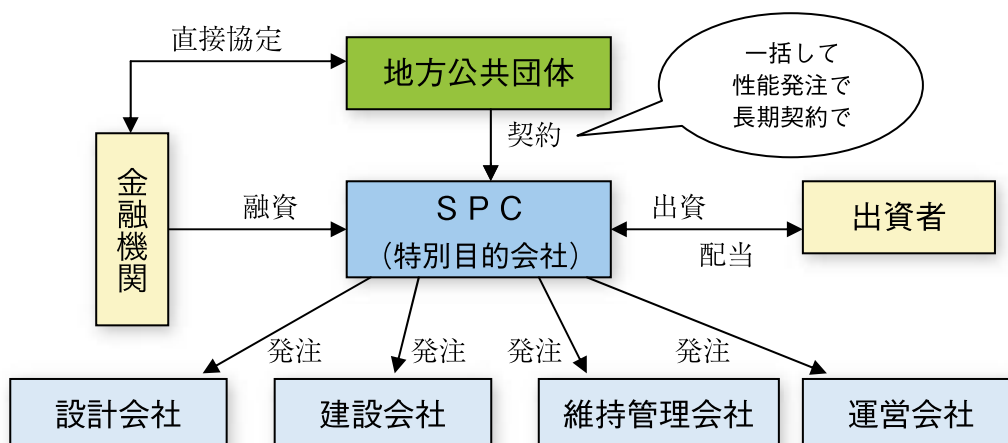 直接協定
地方公共団体
一括して
性能発注で
長期契約で
契約
金融機関
融資
ＳＰＣ
（特別目的会社）
出資
配当
出資者
発注
発注
発注
発注
設計会社
建設会社
維持管理会社
運営会社